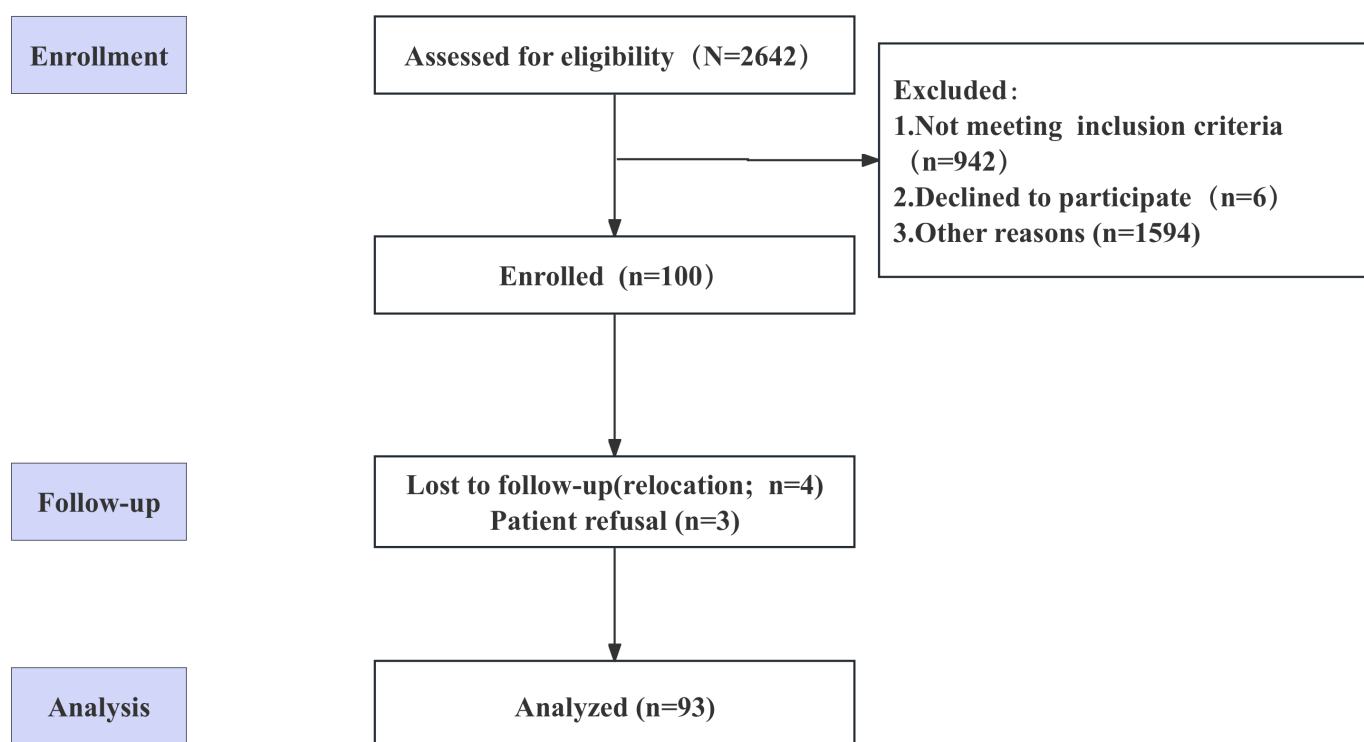 Enrollment
Assessed for eligibility（N=2642）
Excluded：
1.Not meeting  inclusion criteria
（n=942）
2.Declined to participate（n=6）
3.Other reasons (n=1594)
Enrolled  (n=100）
Follow-up
Lost to follow-up(relocation；n=4)
Patient refusal (n=3)
Analysis
Analyzed (n=93)